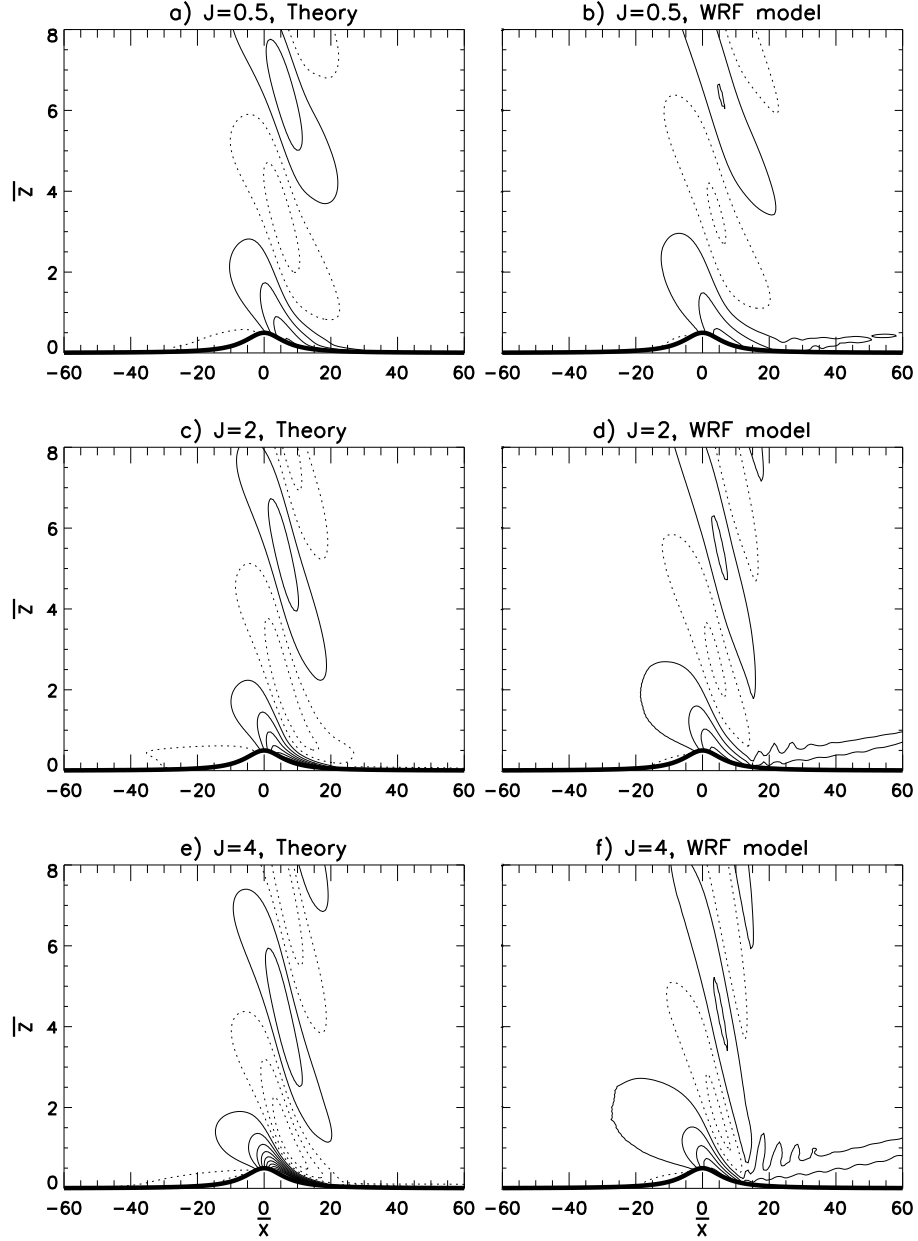 a) J=0.5, Theory
b) J=0.5, WRF model
8
6
4
2
0
z
-60 -40 -20 0 20 40 60
-60 -40 -20 0 20 40 60
c) J=2, Theory
d) J=2, WRF model
8
6
4
2
0
z
-60 -40 -20 0 20 40 60
-60 -40 -20 0 20 40 60
e) J=4, Theory
f) J=4, WRF model
8
6
4
2
0
z
-60 -40 -20 0 20 40 60
-60 -40 -20 0 20 40 60
x
x